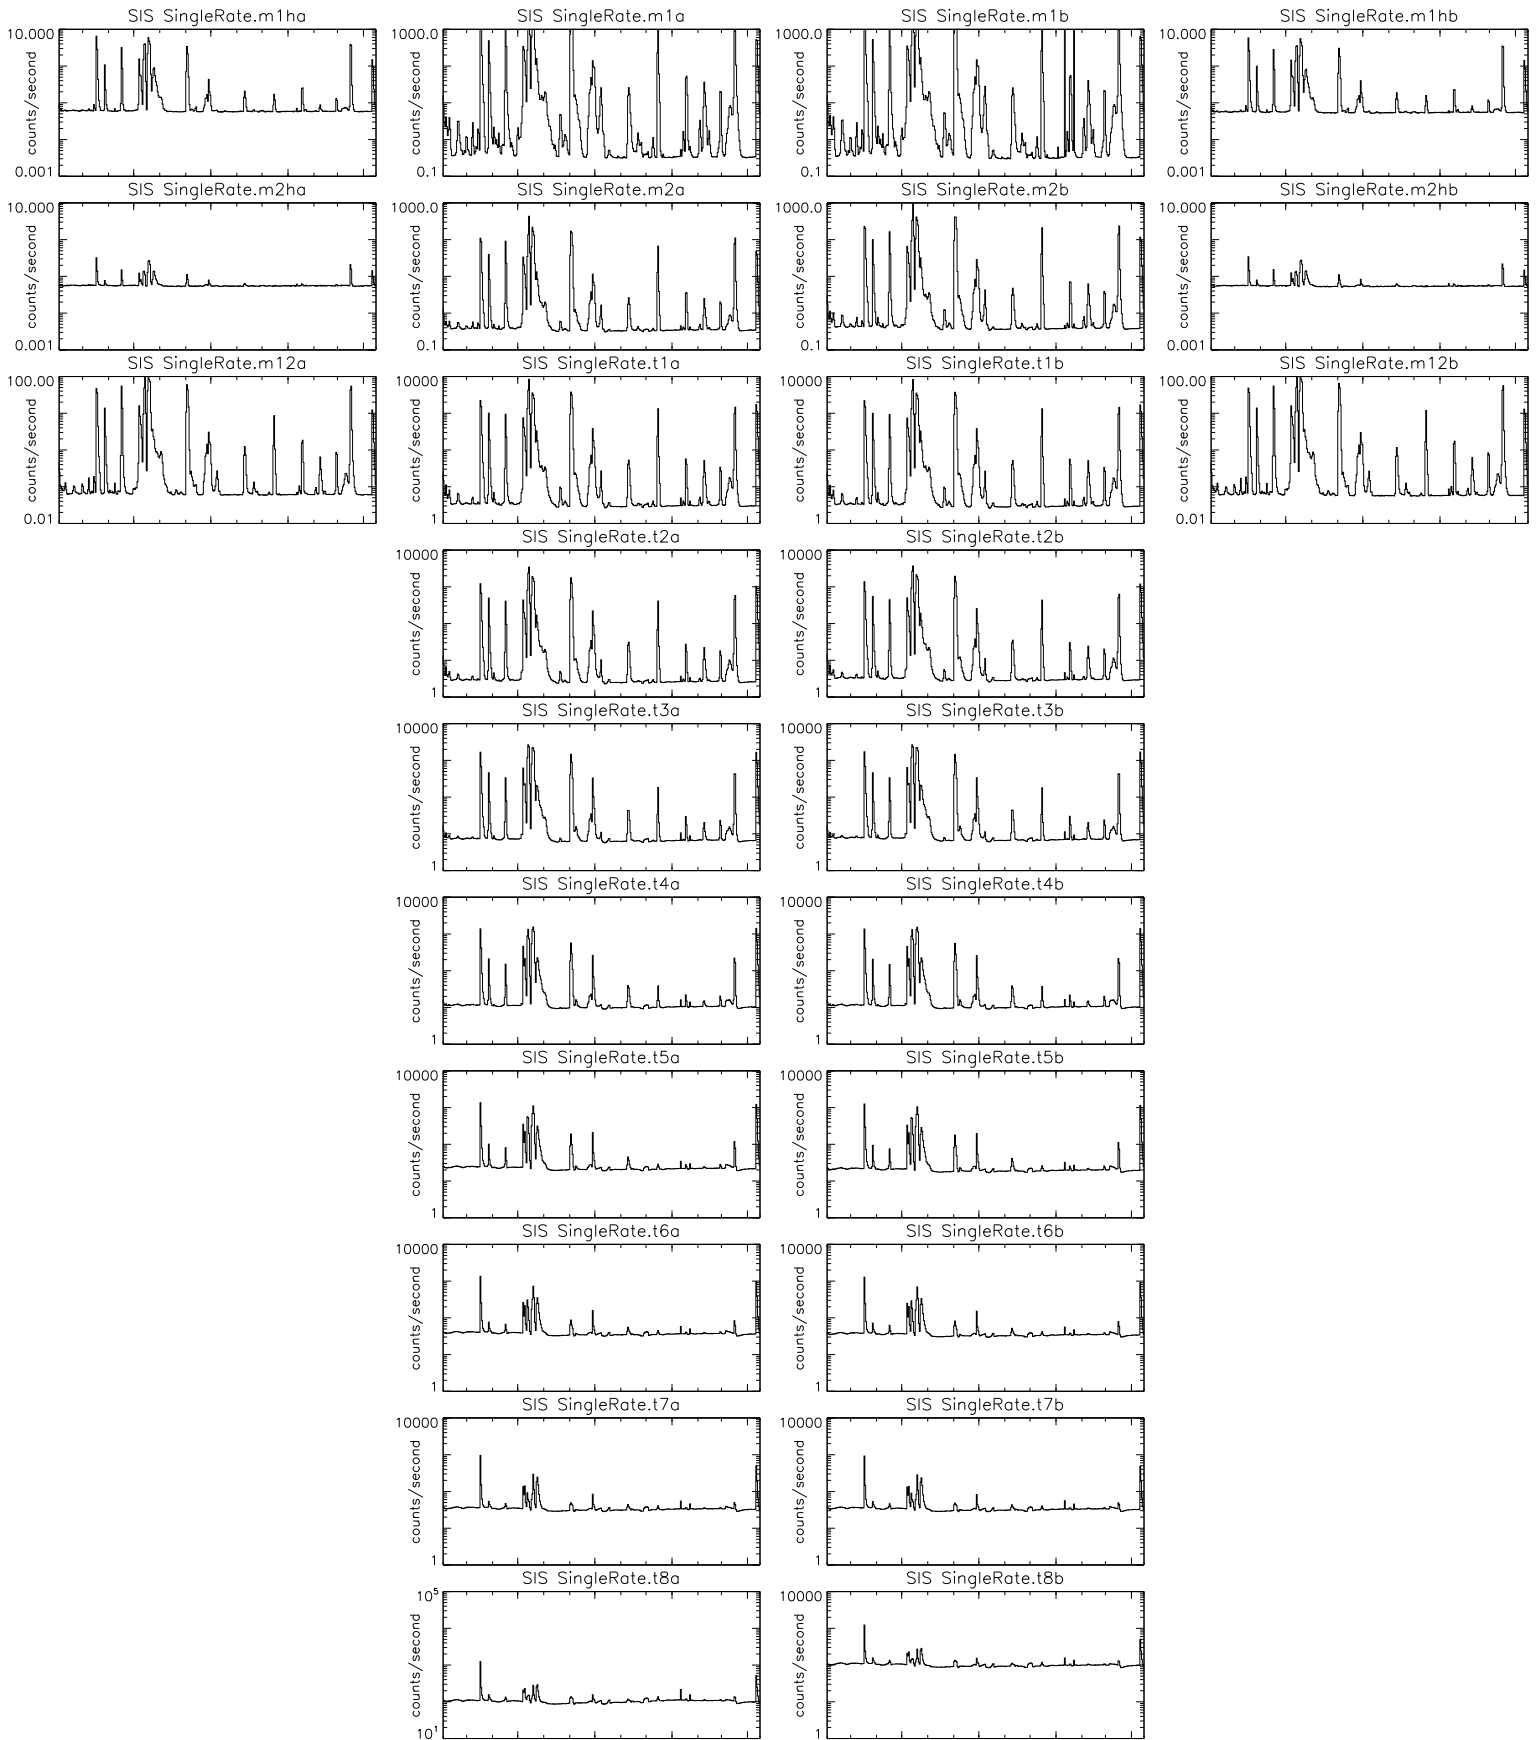 SIS SingleRate.m1ha
SIS SingleRate.m1a
SIS SingleRate.m1b
SIS SingleRate.m1hb
10.000
counts/second
0.001
1000.0
counts/second
0.1
1000.0
counts/second
0.1
10.000
counts/second
0.001
SIS SingleRate.m2ha
SIS SingleRate.m2a
SIS SingleRate.m2b
SIS SingleRate.m2hb
10.000
counts/second
0.001
1000.0
counts/second
0.1
1000.0
counts/second
0.1
10.000
counts/second
0.001
SIS SingleRate.m12a
SIS SingleRate.t1a
SIS SingleRate.t1b
SIS SingleRate.m12b
100.00
counts/second
0.01
10000
counts/second
1
10000
counts/second
1
100.00
counts/second
0.01
SIS SingleRate.t2a
SIS SingleRate.t2b
10000
counts/second
1
10000
counts/second
1
SIS SingleRate.t3a
SIS SingleRate.t3b
10000
counts/second
1
10000
counts/second
1
SIS SingleRate.t4a
SIS SingleRate.t4b
10000
counts/second
1
10000
counts/second
1
SIS SingleRate.t5a
SIS SingleRate.t5b
10000
counts/second
1
10000
counts/second
1
SIS SingleRate.t6a
SIS SingleRate.t6b
10000
counts/second
1
10000
counts/second
1
SIS SingleRate.t7a
SIS SingleRate.t7b
10000
counts/second
1
10000
counts/second
1
SIS SingleRate.t8a
SIS SingleRate.t8b
10⁵
counts/second
10¹
10000
counts/second
1